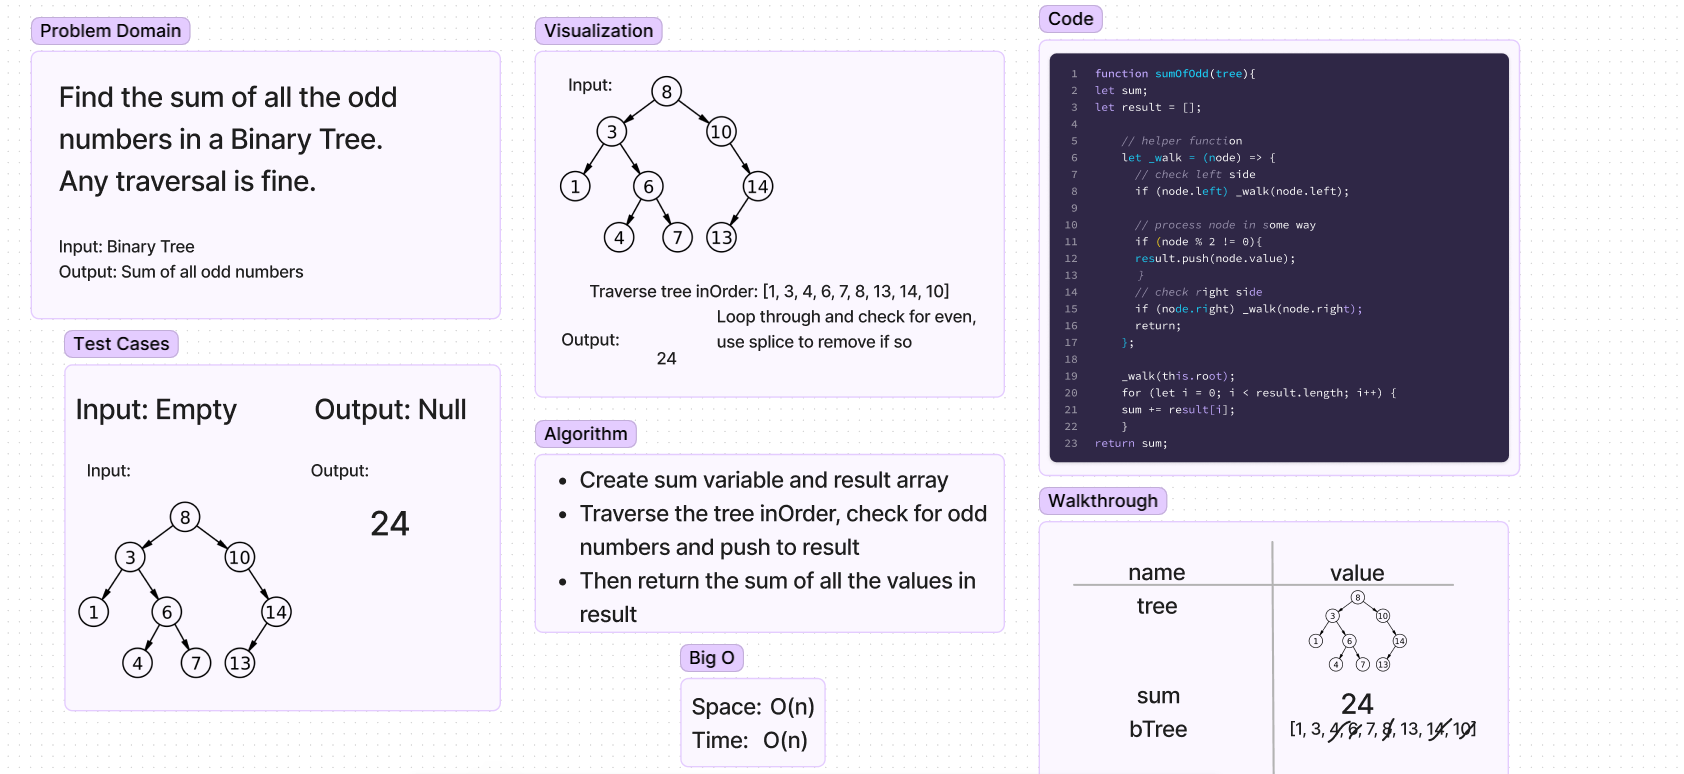 Problem Domain
Find the sum of all the odd
numbers in a Binary Tree.
Any traversal is fine.
Input: Binary Tree
Output: Sum of all odd numbers
Test Cases
Input: Empty Output: Null
Input: Output:
8
24
3 10
1 6 14
4 7 13
Visualization
Input:
8
3 10
1 6 14
4 7 13
Traverse tree inOrder: [1, 3, 4, 6, 7, 8, 13, 14, 10]
Loop through and check for even,
use splice to remove if so
Output:
24
Algorithm
• Create sum variable and result array
• Traverse the tree inOrder, check for odd
numbers and push to result
• Then return the sum of all the values in
result
Big O
Space: O(n)
Time: O(n)
Code
1 function sumOfOdd(tree){
2 let sum;
3 let result = [];
4
5 // helper function
6 let _walk = (node) => {
7 // check left side
8 if (node.left) _walk(node.left);
9
10 // process node in some way
11 if (node % 2 != 0){
12 result.push(node.value);
13 }
14 // check right side
15 if (node.right) _walk(node.right);
16 return;
17 };
18
19 _walk(this.root);
20 for (let i = 0; i < result.length; i++) {
21 sum += result[i];
22 }
23 return sum;
Walkthrough
name value
tree
8
3 10
1 6 14
4 7 13
sum 24
bTree [1, 3, 4, 6, 7, 8, 13, 14, 10]